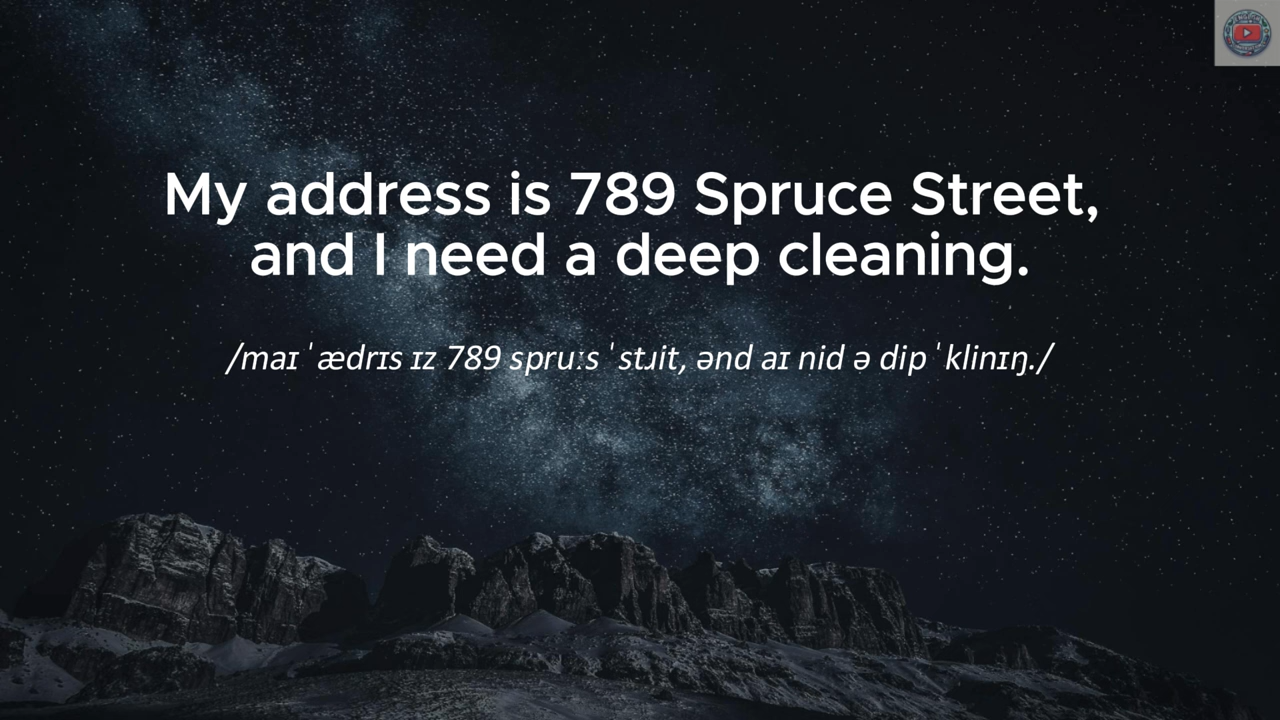 My address is 789 Spruce Street,
and I need a deep cleaning.
/maɪ ˈædrɪs ɪz 789 spruːs ˈstɹit, ənd aɪ nid ə dip ˈklinɪŋ./